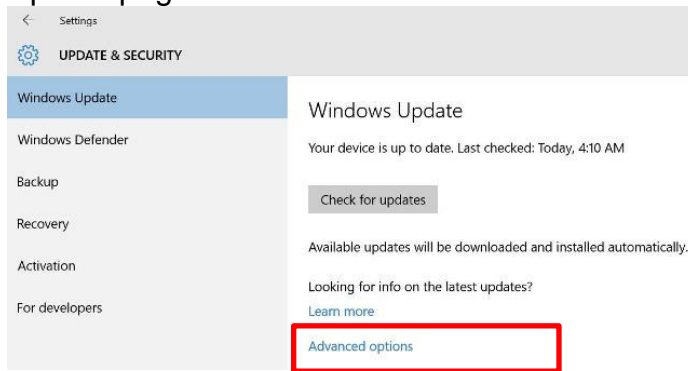 Settings
UPDATE & SECURITY
Windows Update
Windows Defender
Backup
Recovery
Activation
For developers
Windows Update
Your device is up to date. Last checked: Today, 4:10 AM
Check for updates
Available updates will be downloaded and installed automatically.
Looking for info on the latest updates?
Learn more
Advanced options